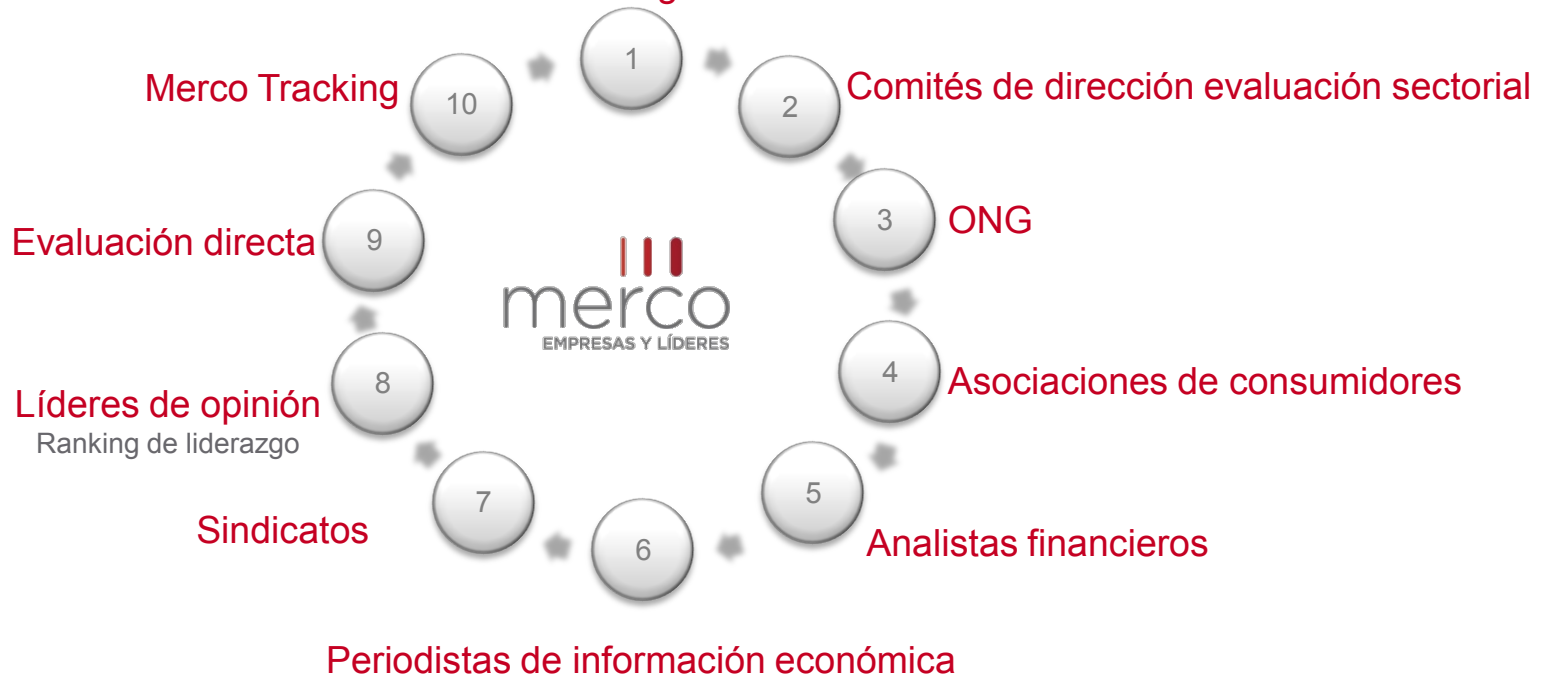 1
2
Comités de dirección evaluación sectorial
3
ONG
4
Asociaciones de consumidores
5
Analistas financieros
6
Periodistas de información económica
7
Sindicatos
8
Líderes de opinión
Ranking de liderazgo
9
Evaluación directa
10
Merco Tracking
merco
EMPRESAS Y LÍDERES